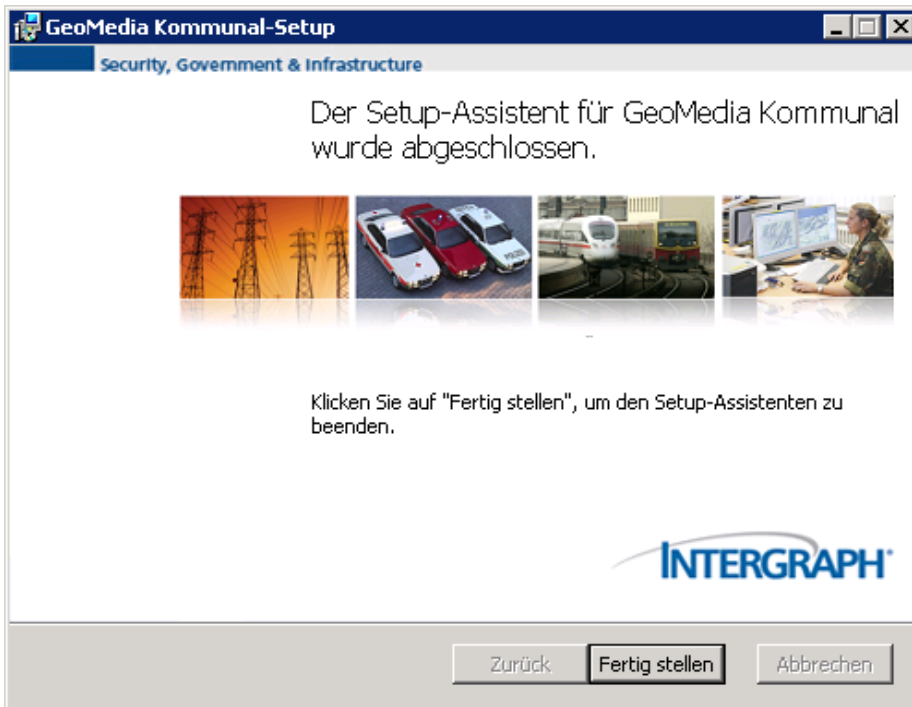 GeoMedia Kommunal-Setup
Security, Government & Infrastructure
Der Setup-Assistent für GeoMedia Kommunal
wurde abgeschlossen.
POLIZEI
Klicken Sie auf "Fertig stellen", um den Setup-Assistenten zu
beenden.
INTERGRAPH®
Zurück
Fertig stellen
Abbrechen